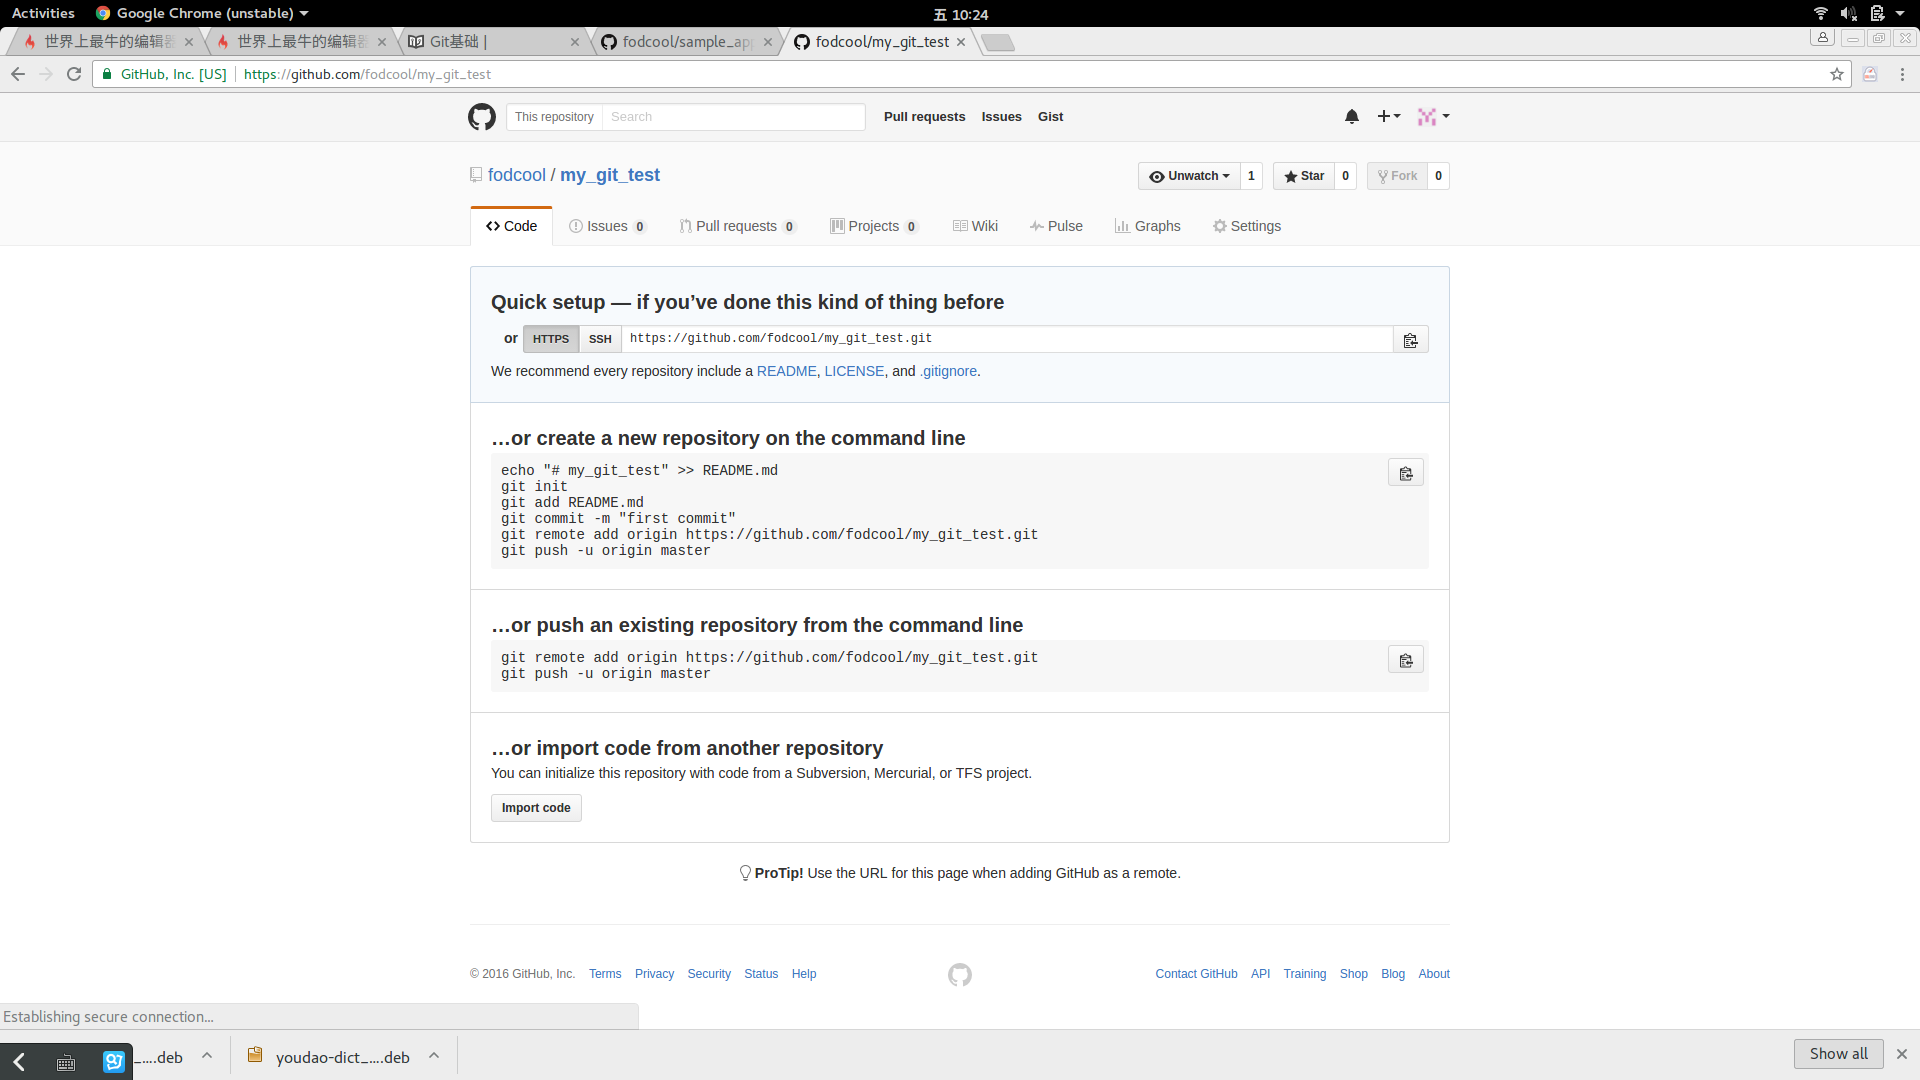 Activities Google Chrome (unstable) 五 10:24
世界上最牛的编辑器 世界上最牛的编辑器 Git基础 | fodcool/sample_app fodcool/my_git_test
GitHub, Inc. [US] https://github.com/fodcool/my_git_test
This repository Search Pull requests Issues Gist
fodcool / my_git_test Unwatch 1 Star 0 Fork 0
Code Issues 0 Pull requests 0 Projects 0 Wiki Pulse Graphs Settings
Quick setup — if you’ve done this kind of thing before
or HTTPS SSH https://github.com/fodcool/my_git_test.git
We recommend every repository include a README, LICENSE, and .gitignore.
…or create a new repository on the command line
echo "# my_git_test" >> README.md
git init
git add README.md
git commit -m "first commit"
git remote add origin https://github.com/fodcool/my_git_test.git
git push -u origin master
…or push an existing repository from the command line
git remote add origin https://github.com/fodcool/my_git_test.git
git push -u origin master
…or import code from another repository
You can initialize this repository with code from a Subversion, Mercurial, or TFS project.
Import code
ProTip! Use the URL for this page when adding GitHub as a remote.
© 2016 GitHub, Inc. Terms Privacy Security Status Help Contact GitHub API Training Shop Blog About
Establishing secure connection...
_....deb youdao-dict_....deb Show all